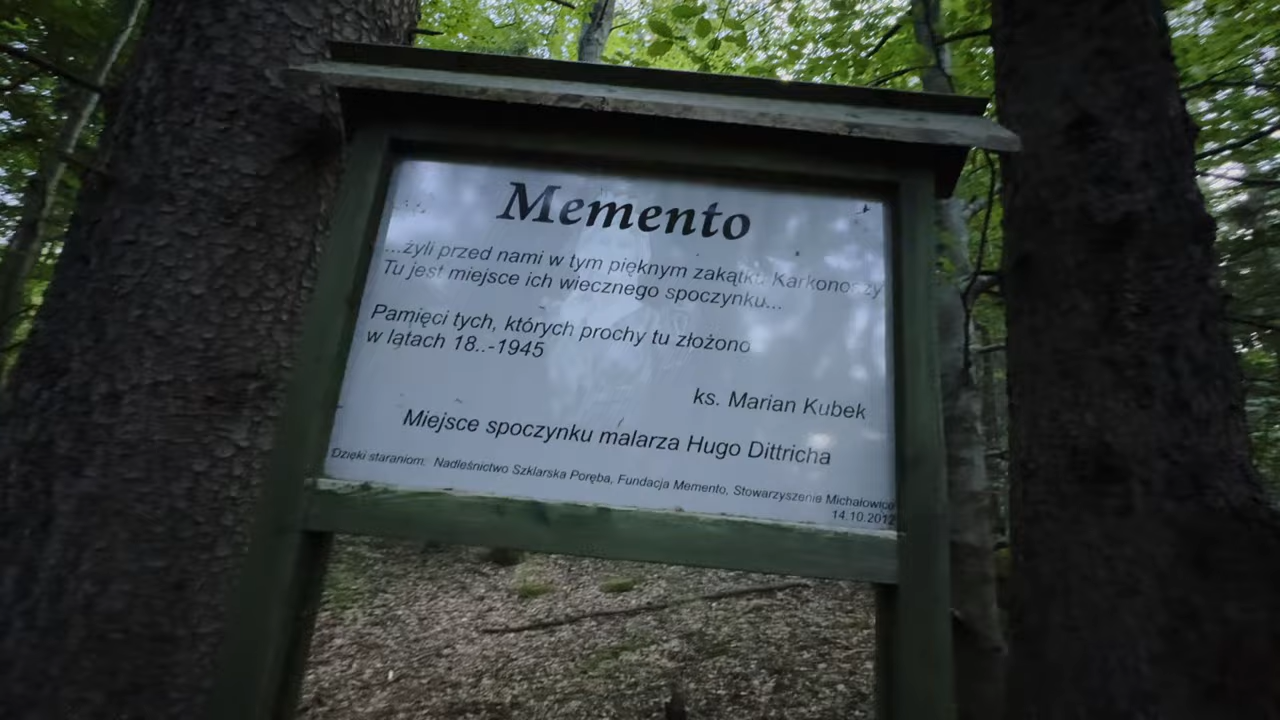 Memento
...żyli przed nami w tym pięknym zakątku Karkonoszy
Tu jest miejsce ich wiecznego spoczynku...
Pamięci tych, których prochy tu złożono
w latach 18..-1945
ks. Marian Kubek
Miejsce spoczynku malarza Hugo Dittricha
Dzięki staraniom: Nadleśnictwo Szklarska Poręba, Fundacja Memento, Stowarzyszenie Michałowice
14.10.2012